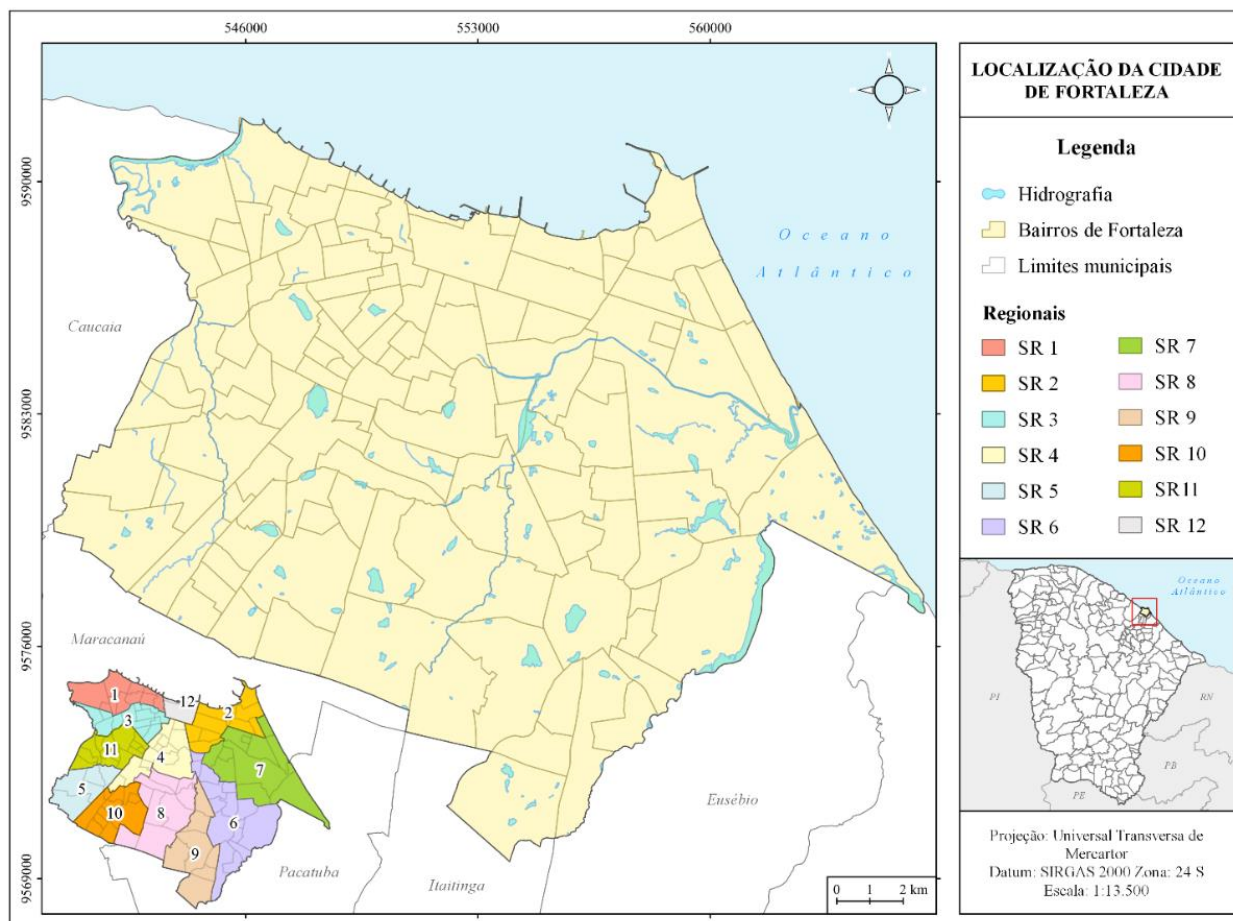 546000
553000
560000
9590000
9583000
9576000
9569000
Oceano
Atlântico
Caucaia
Maracanaú
Pacatuba
Itaitinga
Eusébio
1
12
2
3
11
4
7
5
10
8
6
9
0 1 2 km
LOCALIZAÇÃO DA CIDADE
DE FORTALEZA
Legenda
Hidrografia
Bairros de Fortaleza
Limites municipais
Regionais
SR 1
SR 2
SR 3
SR 4
SR 5
SR 6
SR 7
SR 8
SR 9
SR 10
SR11
SR 12
Oceano
Atlântico
PI
RN
PB
PE
Projeção: Universal Transversa de
Mercartor
Datum: SIRGAS 2000 Zona: 24 S
Escala: 1:13.500